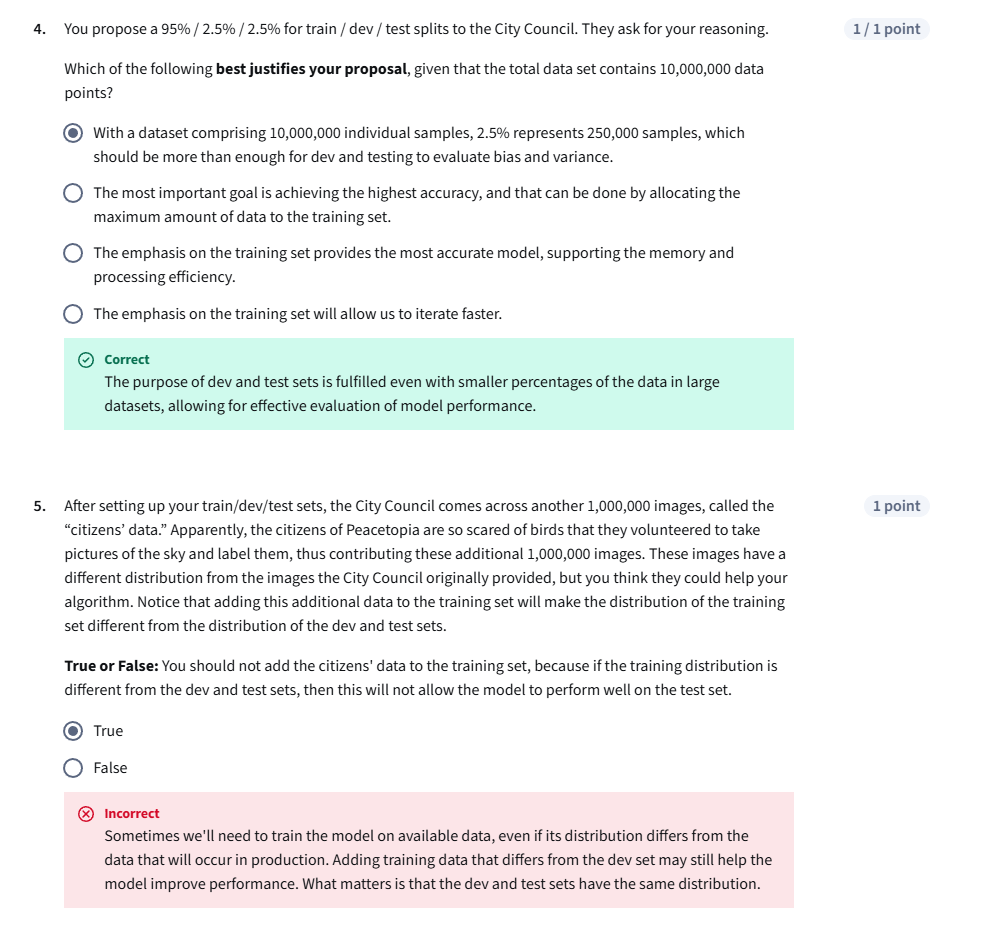 4. You propose a 95% / 2.5% / 2.5% for train / dev / test splits to the City Council. They ask for your reasoning.
1 / 1 point
Which of the following best justifies your proposal, given that the total data set contains 10,000,000 data
points?
With a dataset comprising 10,000,000 individual samples, 2.5% represents 250,000 samples, which
should be more than enough for dev and testing to evaluate bias and variance.
The most important goal is achieving the highest accuracy, and that can be done by allocating the
maximum amount of data to the training set.
The emphasis on the training set provides the most accurate model, supporting the memory and
processing efficiency.
The emphasis on the training set will allow us to iterate faster.
Correct
The purpose of dev and test sets is fulfilled even with smaller percentages of the data in large
datasets, allowing for effective evaluation of model performance.
5. After setting up your train/dev/test sets, the City Council comes across another 1,000,000 images, called the
1 point
“citizens’ data.” Apparently, the citizens of Peacetopia are so scared of birds that they volunteered to take
pictures of the sky and label them, thus contributing these additional 1,000,000 images. These images have a
different distribution from the images the City Council originally provided, but you think they could help your
algorithm. Notice that adding this additional data to the training set will make the distribution of the training
set different from the distribution of the dev and test sets.
True or False: You should not add the citizens' data to the training set, because if the training distribution is
different from the dev and test sets, then this will not allow the model to perform well on the test set.
True
False
Incorrect
Sometimes we'll need to train the model on available data, even if its distribution differs from the
data that will occur in production. Adding training data that differs from the dev set may still help the
model improve performance. What matters is that the dev and test sets have the same distribution.